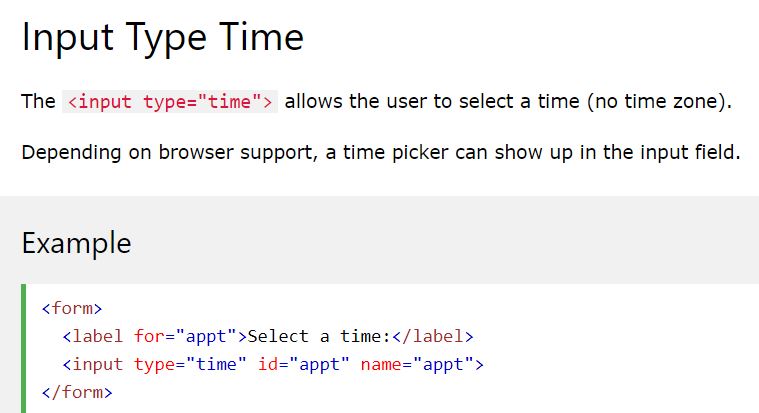 Input Type Time
The <input type="time"> allows the user to select a time (no time zone).
Depending on browser support, a time picker can show up in the input field.
Example
<form>
<label for="appt">Select a time:</label>
<input type="time" id="appt" name="appt">
</form>